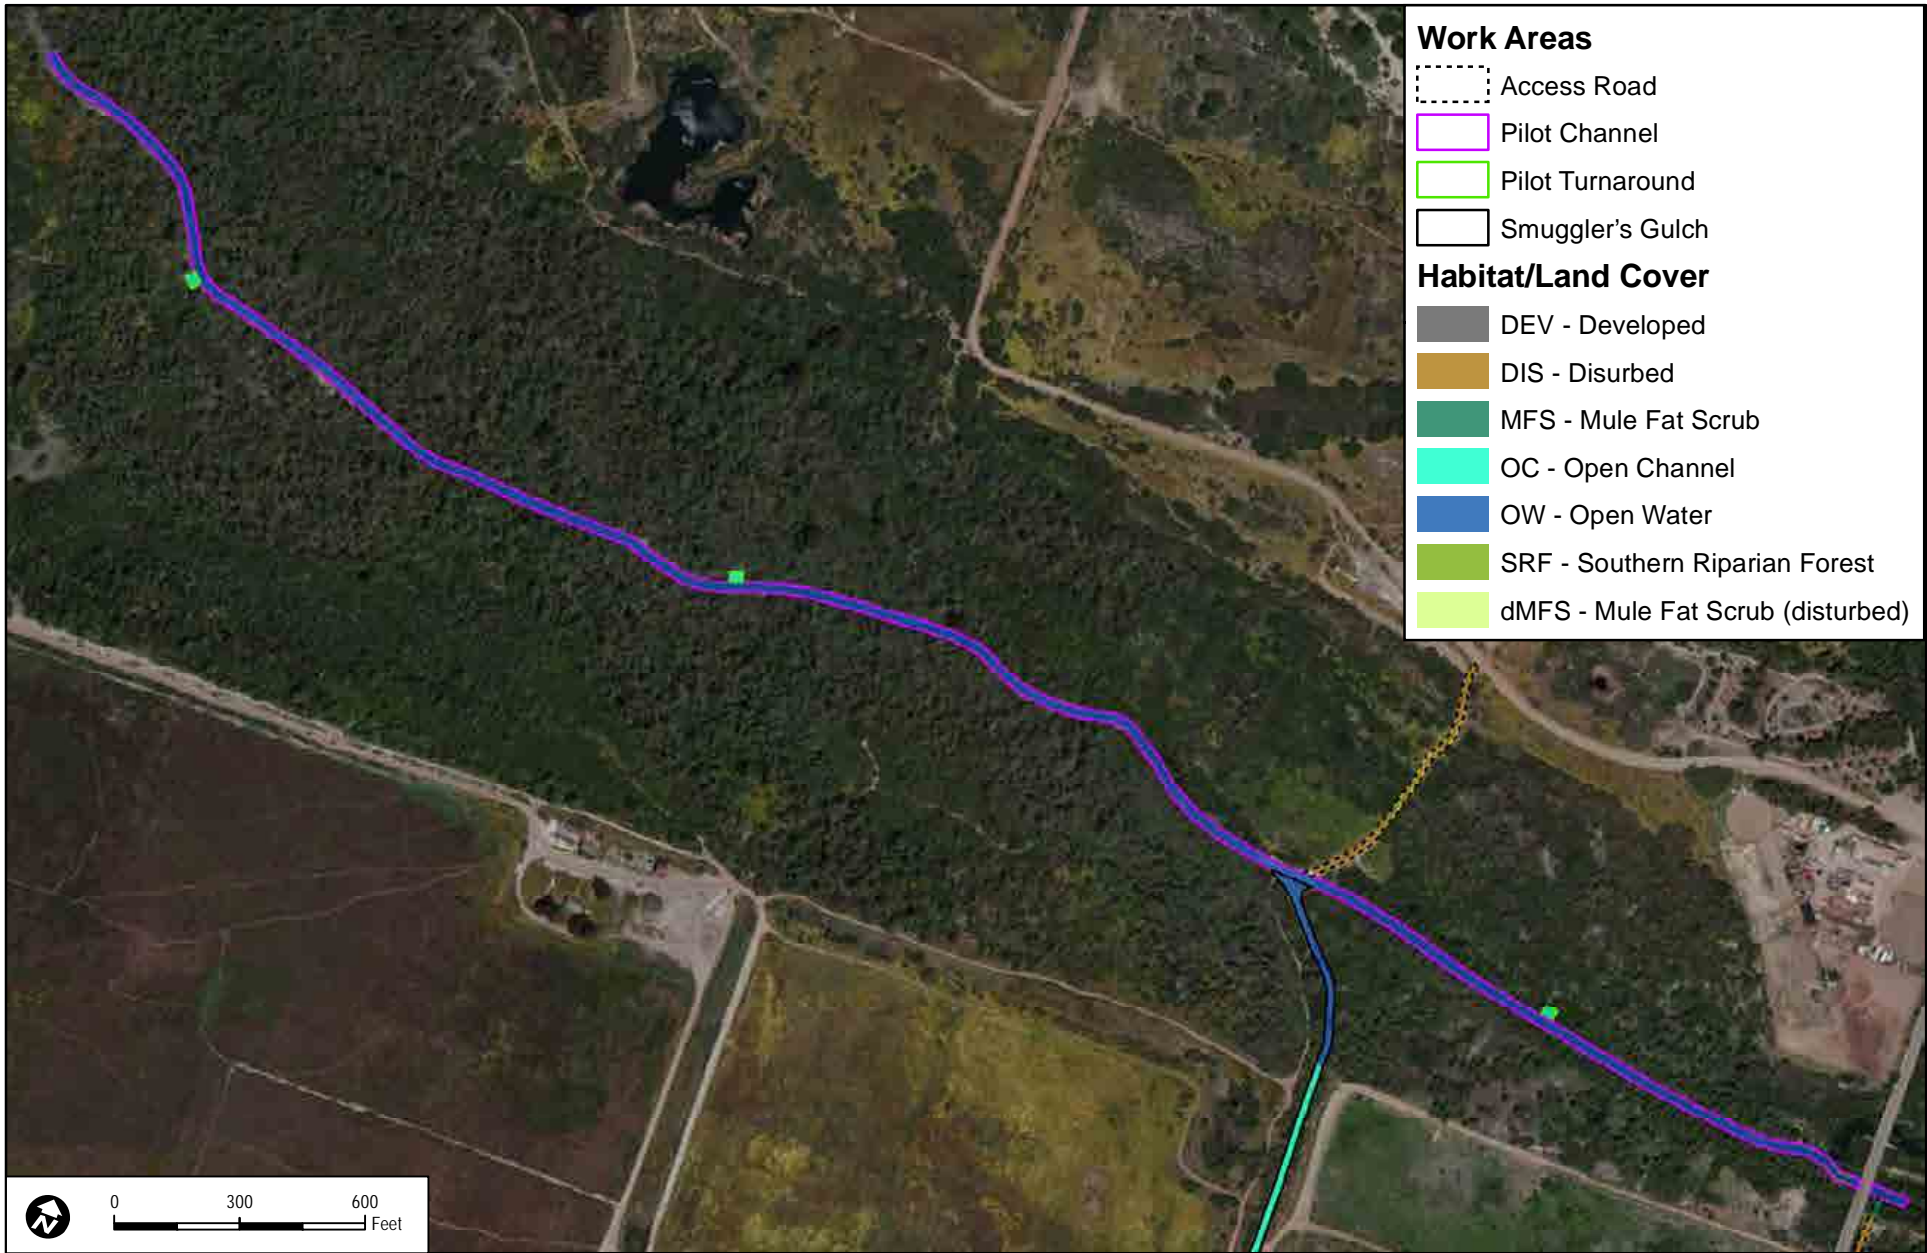 Work Areas
Access Road
Pilot Channel
Pilot Turnaround
Smuggler's Gulch
Habitat/Land Cover
DEV - Developed
DIS - Disurbed
MFS - Mule Fat Scrub
OC - Open Channel
OW - Open Water
SRF - Southern Riparian Forest
dMFS - Mule Fat Scrub (disturbed)
N
0 300 600
Feet